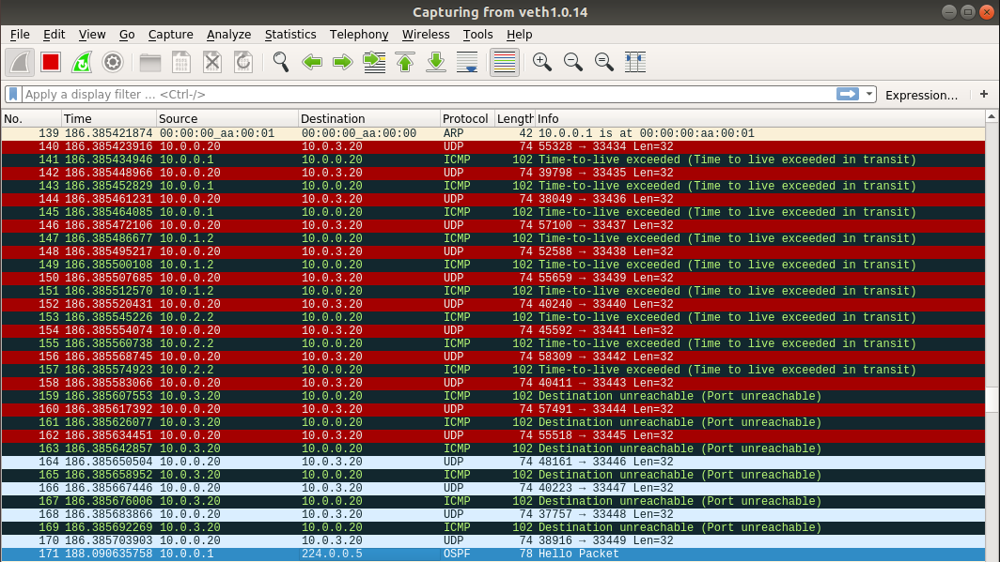 Capturing from veth1.0.14
File Edit View Go Capture Analyze Statistics Telephony Wireless Tools Help
Apply a display filter … <Ctrl-/> Expression… +
No. Time Source Destination Protocol Length Info
139 186.385421874 00:00:00_aa:00:01 00:00:00_aa:00:00 ARP 42 10.0.0.1 is at 00:00:00:aa:00:01
140 186.385423916 10.0.0.20 10.0.3.20 UDP 74 55328 → 33434 Len=32
141 186.385434946 10.0.0.1 10.0.0.20 ICMP 102 Time-to-live exceeded (Time to live exceeded in transit)
142 186.385448966 10.0.0.20 10.0.3.20 UDP 74 39798 → 33435 Len=32
143 186.385452829 10.0.0.1 10.0.0.20 ICMP 102 Time-to-live exceeded (Time to live exceeded in transit)
144 186.385461231 10.0.0.20 10.0.3.20 UDP 74 38049 → 33436 Len=32
145 186.385464085 10.0.0.1 10.0.0.20 ICMP 102 Time-to-live exceeded (Time to live exceeded in transit)
146 186.385472106 10.0.0.20 10.0.3.20 UDP 74 57100 → 33437 Len=32
147 186.385486677 10.0.1.2 10.0.0.20 ICMP 102 Time-to-live exceeded (Time to live exceeded in transit)
148 186.385495217 10.0.0.20 10.0.3.20 UDP 74 52588 → 33438 Len=32
149 186.385500108 10.0.1.2 10.0.0.20 ICMP 102 Time-to-live exceeded (Time to live exceeded in transit)
150 186.385507685 10.0.0.20 10.0.3.20 UDP 74 55659 → 33439 Len=32
151 186.385512570 10.0.1.2 10.0.0.20 ICMP 102 Time-to-live exceeded (Time to live exceeded in transit)
152 186.385520431 10.0.0.20 10.0.3.20 UDP 74 40240 → 33440 Len=32
153 186.385545226 10.0.2.2 10.0.0.20 ICMP 102 Time-to-live exceeded (Time to live exceeded in transit)
154 186.385554074 10.0.0.20 10.0.3.20 UDP 74 45592 → 33441 Len=32
155 186.385560738 10.0.2.2 10.0.0.20 ICMP 102 Time-to-live exceeded (Time to live exceeded in transit)
156 186.385568745 10.0.0.20 10.0.3.20 UDP 74 58309 → 33442 Len=32
157 186.385574923 10.0.2.2 10.0.0.20 ICMP 102 Time-to-live exceeded (Time to live exceeded in transit)
158 186.385583066 10.0.0.20 10.0.3.20 UDP 74 40411 → 33443 Len=32
159 186.385607553 10.0.3.20 10.0.0.20 ICMP 102 Destination unreachable (Port unreachable)
160 186.385617392 10.0.0.20 10.0.3.20 UDP 74 57491 → 33444 Len=32
161 186.385626077 10.0.3.20 10.0.0.20 ICMP 102 Destination unreachable (Port unreachable)
162 186.385634451 10.0.0.20 10.0.3.20 UDP 74 55518 → 33445 Len=32
163 186.385642857 10.0.3.20 10.0.0.20 ICMP 102 Destination unreachable (Port unreachable)
164 186.385650504 10.0.0.20 10.0.3.20 UDP 74 48161 → 33446 Len=32
165 186.385658952 10.0.3.20 10.0.0.20 ICMP 102 Destination unreachable (Port unreachable)
166 186.385667446 10.0.0.20 10.0.3.20 UDP 74 40223 → 33447 Len=32
167 186.385676006 10.0.3.20 10.0.0.20 ICMP 102 Destination unreachable (Port unreachable)
168 186.385683866 10.0.0.20 10.0.3.20 UDP 74 37757 → 33448 Len=32
169 186.385692269 10.0.3.20 10.0.0.20 ICMP 102 Destination unreachable (Port unreachable)
170 186.385703903 10.0.0.20 10.0.3.20 UDP 74 38916 → 33449 Len=32
171 188.090635758 10.0.0.1 224.0.0.5 OSPF 78 Hello Packet